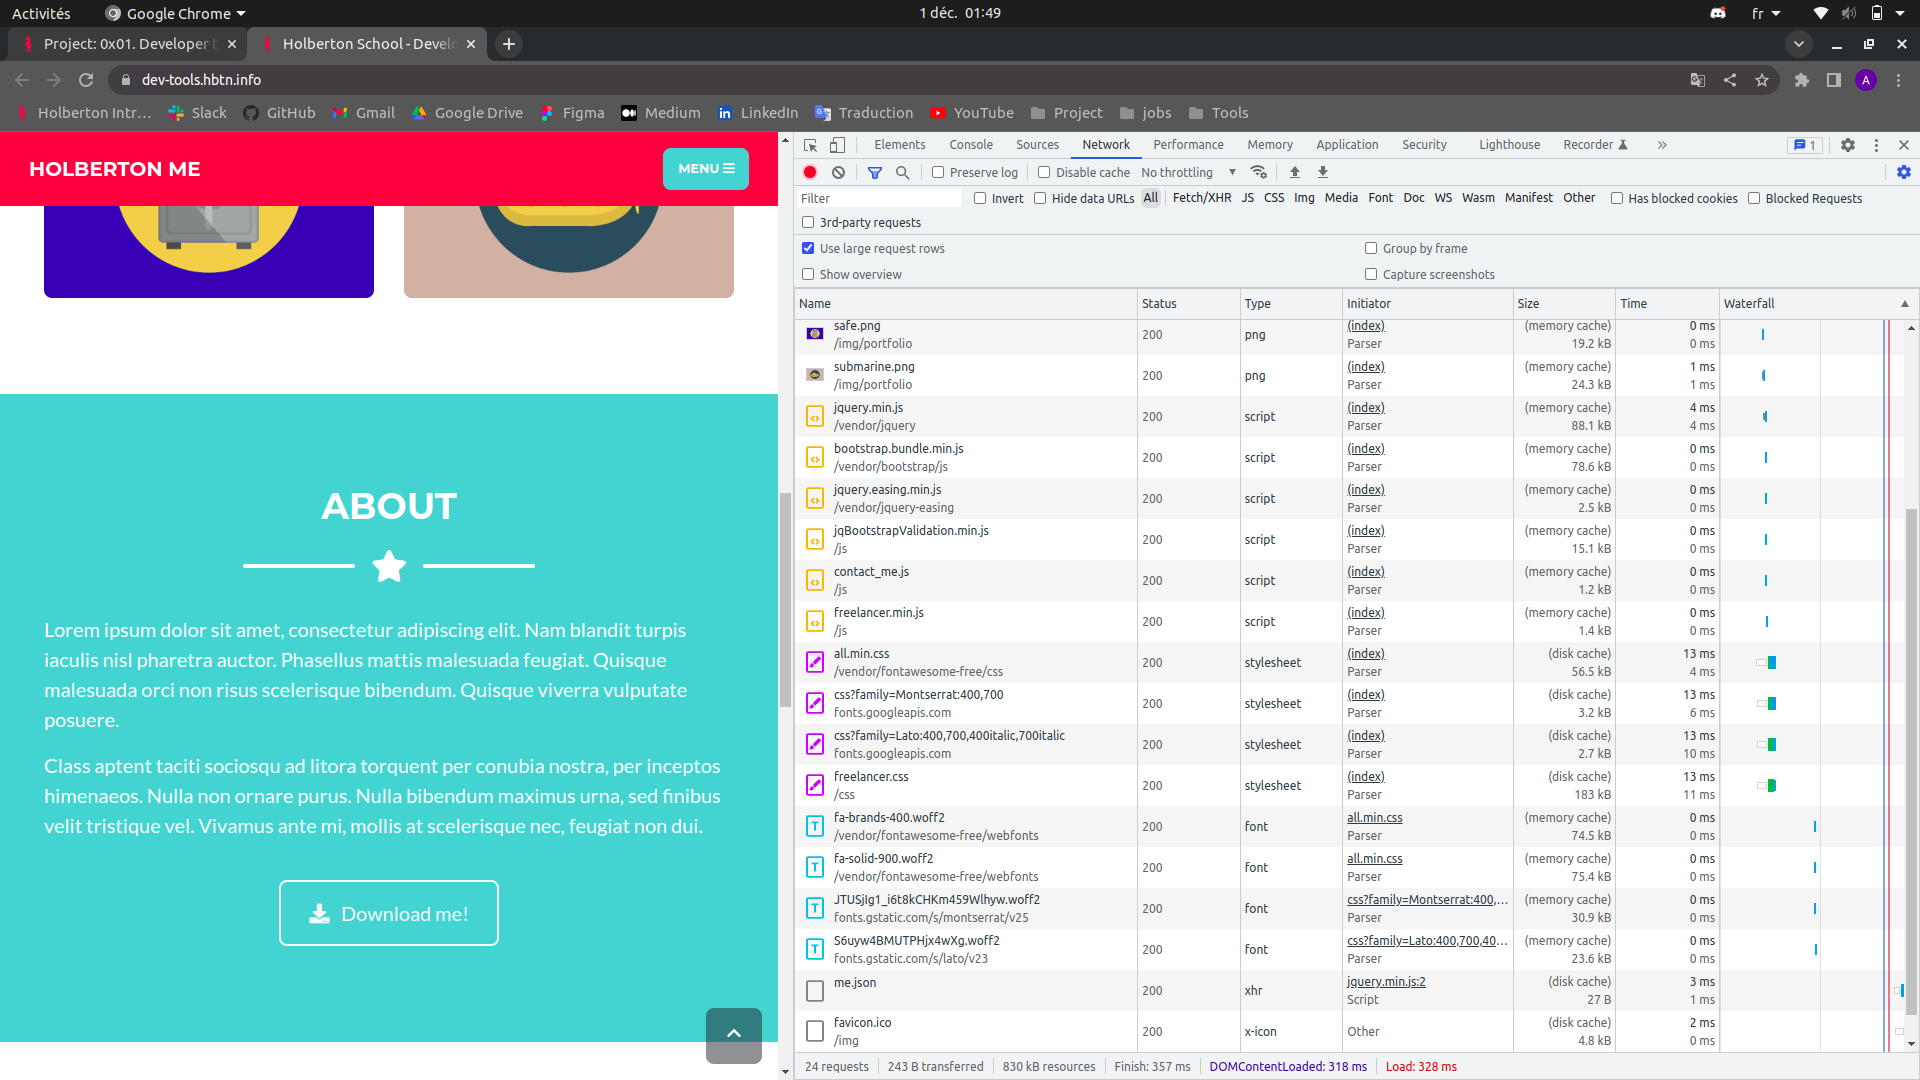 Activités
Google Chrome
1 déc. 01:49
fr
Project: 0x01. Developer t
Holberton School - Develo
dev-tools.hbtn.info
A
Holberton Intr...
Slack
GitHub
Gmail
Google Drive
Figma
Medium
LinkedIn
Traduction
YouTube
Project
jobs
Tools
HOLBERTON ME
MENU
ABOUT
Lorem ipsum dolor sit amet, consectetur adipiscing elit. Nam blandit turpis
iaculis nisl pharetra auctor. Phasellus mattis malesuada feugiat. Quisque
malesuada orci non risus scelerisque bibendum. Quisque viverra vulputate
posuere.
Class aptent taciti sociosqu ad litora torquent per conubia nostra, per inceptos
himenaeos. Nulla non ornare purus. Nulla bibendum maximus urna, sed finibus
velit tristique vel. Vivamus ante mi, mollis at scelerisque nec, feugiat non dui.
Download me!
Elements Console Sources Network Performance Memory Application Security Lighthouse Recorder 1
Preserve log Disable cache No throttling
Filter Invert Hide data URLs All Fetch/XHR JS CSS Img Media Font Doc WS Wasm Manifest Other Has blocked cookies Blocked Requests
3rd-party requests
Use large request rows Group by frame
Show overview Capture screenshots
Name Status Type Initiator Size Time Waterfall
safe.png (index) (memory cache) 0 ms
/img/portfolio 200 png Parser 19.2 kB 0 ms
submarine.png (index) (memory cache) 1 ms
/img/portfolio 200 png Parser 24.3 kB 1 ms
jquery.min.js (index) (memory cache) 4 ms
/vendor/jquery 200 script Parser 88.1 kB 4 ms
bootstrap.bundle.min.js (index) (memory cache) 0 ms
/vendor/bootstrap/js 200 script Parser 78.6 kB 0 ms
jquery.easing.min.js (index) (memory cache) 0 ms
/vendor/jquery-easing 200 script Parser 2.5 kB 0 ms
jqBootstrapValidation.min.js (index) (memory cache) 0 ms
/js 200 script Parser 15.1 kB 0 ms
contact_me.js (index) (memory cache) 0 ms
/js 200 script Parser 1.2 kB 0 ms
freelancer.min.js (index) (memory cache) 0 ms
/js 200 script Parser 1.4 kB 0 ms
all.min.css (index) (disk cache) 13 ms
/vendor/fontawesome-free/css 200 stylesheet Parser 56.5 kB 4 ms
css?family=Montserrat:400,700 (index) (disk cache) 13 ms
fonts.googleapis.com 200 stylesheet Parser 3.2 kB 6 ms
css?family=Lato:400,700,400italic,700italic (index) (disk cache) 13 ms
fonts.googleapis.com 200 stylesheet Parser 2.7 kB 10 ms
freelancer.css (index) (disk cache) 13 ms
/css 200 stylesheet Parser 183 kB 11 ms
fa-brands-400.woff2 all.min.css (memory cache) 0 ms
/vendor/fontawesome-free/webfonts 200 font Parser 74.5 kB 0 ms
fa-solid-900.woff2 all.min.css (memory cache) 0 ms
/vendor/fontawesome-free/webfonts 200 font Parser 75.4 kB 0 ms
JTUSjIg1_i6t8kCHKm459Wlhyw.woff2 css?family=Montserrat:400,... (memory cache) 0 ms
fonts.gstatic.com/s/montserrat/v25 200 font Parser 30.9 kB 0 ms
S6uyw4BMUTPHjx4wXg.woff2 css?family=Lato:400,700,40... (memory cache) 0 ms
fonts.gstatic.com/s/lato/v23 200 font Parser 23.6 kB 0 ms
me.json jquery.min.js:2 (disk cache) 3 ms
200 xhr Script 27 B 1 ms
favicon.ico (disk cache) 2 ms
/img 200 x-icon Other 4.8 kB 0 ms
24 requests 243 B transferred 830 kB resources Finish: 357 ms DOMContentLoaded: 318 ms Load: 328 ms